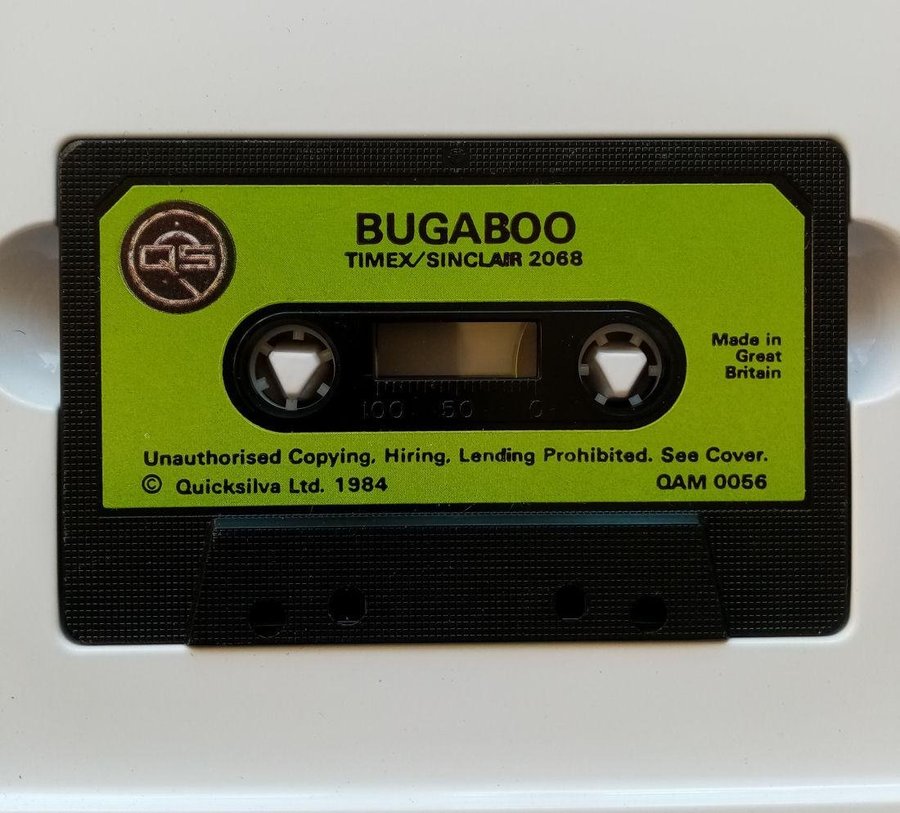 QS
BUGABOO
TIMEX/SINCLAIR 2068
Made in
Great
Britain
100 50 0
Unauthorised Copying, Hiring, Lending Prohibited. See Cover.
© Quicksilva Ltd. 1984 QAM 0056